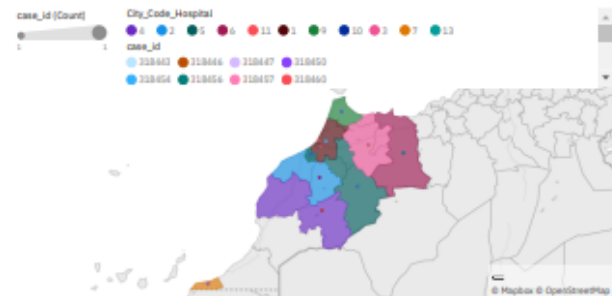 case_id (Count)
1
1
City_Code_Hospital
4 2 5 6 11 1 9 10 3 7 13
case_id
318443 318446 318447 318450
318454 318456 318457 318460
© Mapbox © OpenStreetMap